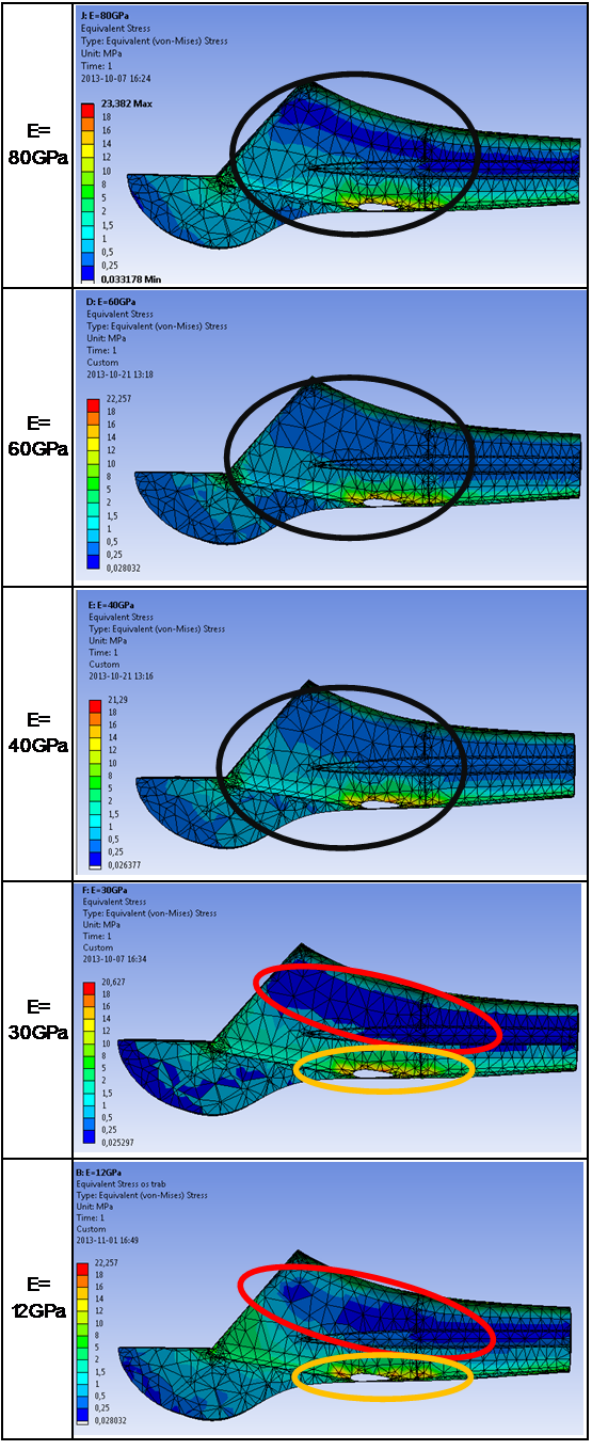 E=
80GPa
J: E=80GPa
Equivalent Stress
Type: Equivalent (von-Mises) Stress
Unit: MPa
Time: 1
2013-10-07 16:24
23,382 Max
18
16
14
12
10
8
5
2
1,5
1
0,5
0,25
0,033178 Min
E=
60GPa
D: E=60GPa
Equivalent Stress
Type: Equivalent (von-Mises) Stress
Unit: MPa
Time: 1
Custom
2013-10-21 13:18
22,257
18
16
14
12
10
8
5
2
1,5
1
0,5
0,25
0,028032
E=
40GPa
E: E=40GPa
Equivalent Stress
Type: Equivalent (von-Mises) Stress
Unit: MPa
Time: 1
Custom
2013-10-21 13:16
21,29
18
16
14
12
10
8
5
2
1,5
1
0,5
0,25
0,026377
E=
30GPa
F: E=30GPa
Equivalent Stress
Type: Equivalent (von-Mises) Stress
Unit: MPa
Time: 1
Custom
2013-10-07 16:34
20,627
18
16
14
12
10
8
5
2
1,5
1
0,5
0,25
0,025297
E=
12GPa
B: E=12GPa
Equivalent Stress os trab
Type: Equivalent (von-Mises) Stress
Unit: MPa
Time: 1
Custom
2013-11-01 16:49
22,257
18
16
14
12
10
8
5
2
1,5
1
0,5
0,25
0,028032